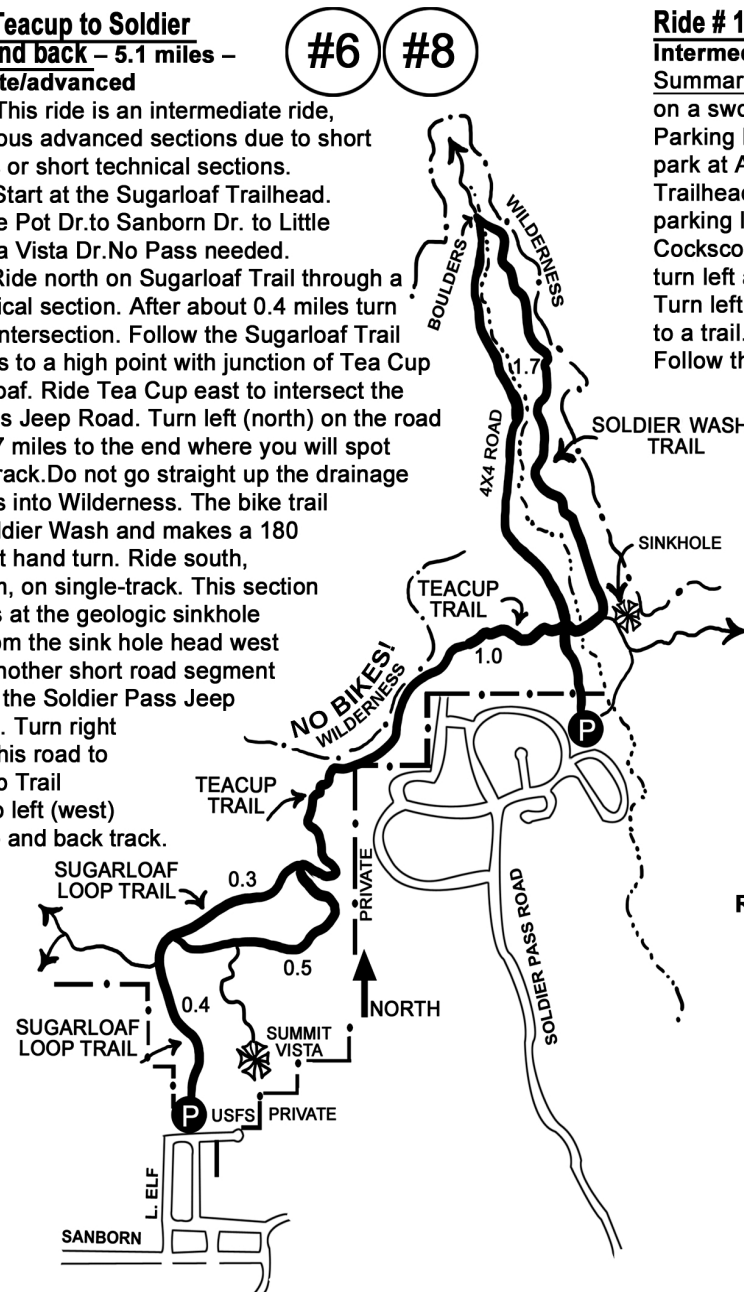 Teacup to Soldier
nd back – 5.1 miles –
te/advanced
This ride is an intermediate ride,
ous advanced sections due to short
s or short technical sections.
Start at the Sugarloaf Trailhead.
e Pot Dr.to Sanborn Dr. to Little
a Vista Dr.No Pass needed.
Ride north on Sugarloaf Trail through a
ical section. After about 0.4 miles turn
ntersection. Follow the Sugarloaf Trail
s to a high point with junction of Tea Cup
oaf. Ride Tea Cup east to intersect the
s Jeep Road. Turn left (north) on the road
7 miles to the end where you will spot
rack.Do not go straight up the drainage
s into Wilderness. The bike trail
ldier Wash and makes a 180
t hand turn. Ride south,
n, on single-track. This section
s at the geologic sinkhole
om the sink hole head west
nother short road segment
the Soldier Pass Jeep
. Turn right
his road to
p Trail
o left (west)
and back track.
#6
#8
Ride # 1
Intermed
Summar
on a swo
Parking
park at A
Trailhead
parking l
Cocksco
turn left a
Turn left
to a trail.
Follow th
WILDERNESS
BOULDERS
1.7
4X4 ROAD
SOLDIER WASH
TRAIL
SINKHOLE
TEACUP
TRAIL
1.0
NO BIKES!
WILDERNESS
P
TEACUP
TRAIL
PRIVATE
SUGARLOAF
LOOP TRAIL
0.3
0.5
0.4
NORTH
SOLDIER PASS ROAD
R
SUGARLOAF
LOOP TRAIL
SUMMIT
VISTA
P
USFS
PRIVATE
L. ELF
SANBORN